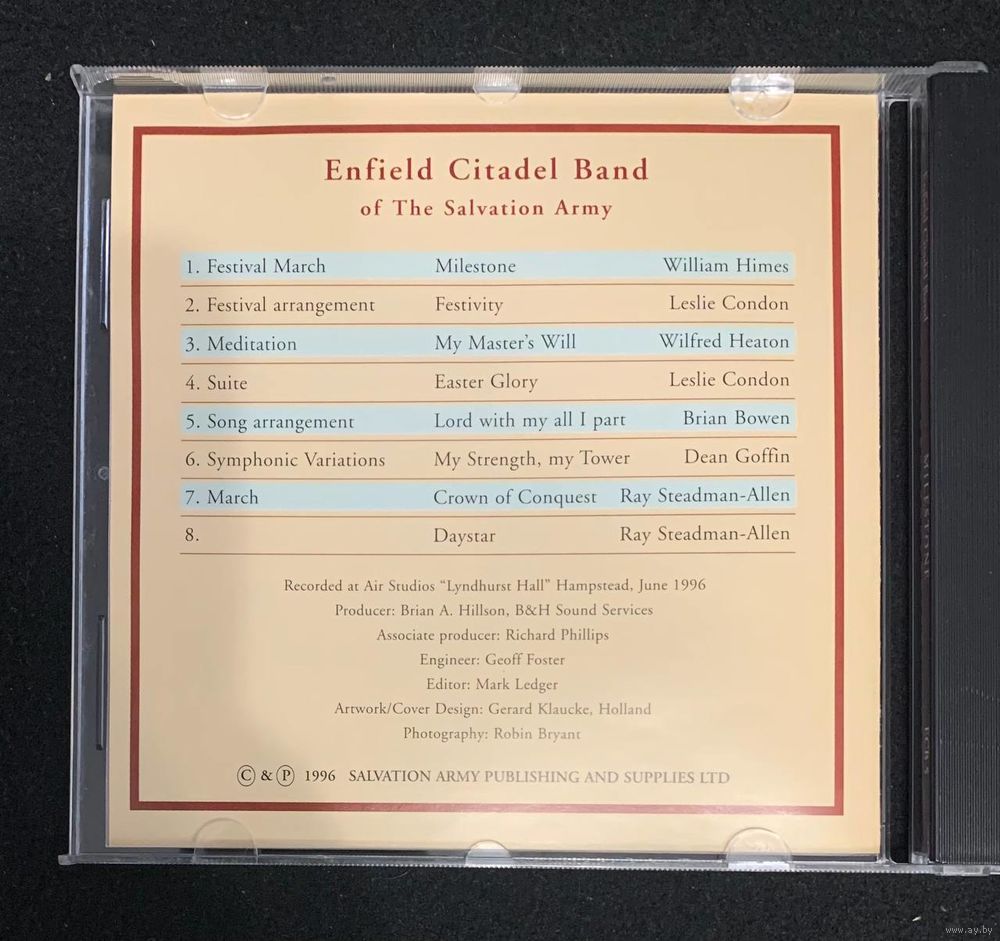 Enfield Citadel Band
of The Salvation Army
1. Festival March Milestone William Himes
2. Festival arrangement Festivity Leslie Condon
3. Meditation My Master's Will Wilfred Heaton
4. Suite Easter Glory Leslie Condon
5. Song arrangement Lord with my all I part Brian Bowen
6. Symphonic Variations My Strength, my Tower Dean Goffin
7. March Crown of Conquest Ray Steadman-Allen
8. Daystar Ray Steadman-Allen
Recorded at Air Studios “Lyndhurst Hall” Hampstead, June 1996
Producer: Brian A. Hillson, B&H Sound Services
Associate producer: Richard Phillips
Engineer: Geoff Foster
Editor: Mark Ledger
Artwork/Cover Design: Gerard Klaucke, Holland
Photography: Robin Bryant
Ⓒ & Ⓟ 1996 SALVATION ARMY PUBLISHING AND SUPPLIES LTD
MILESTONE
www.ay.by